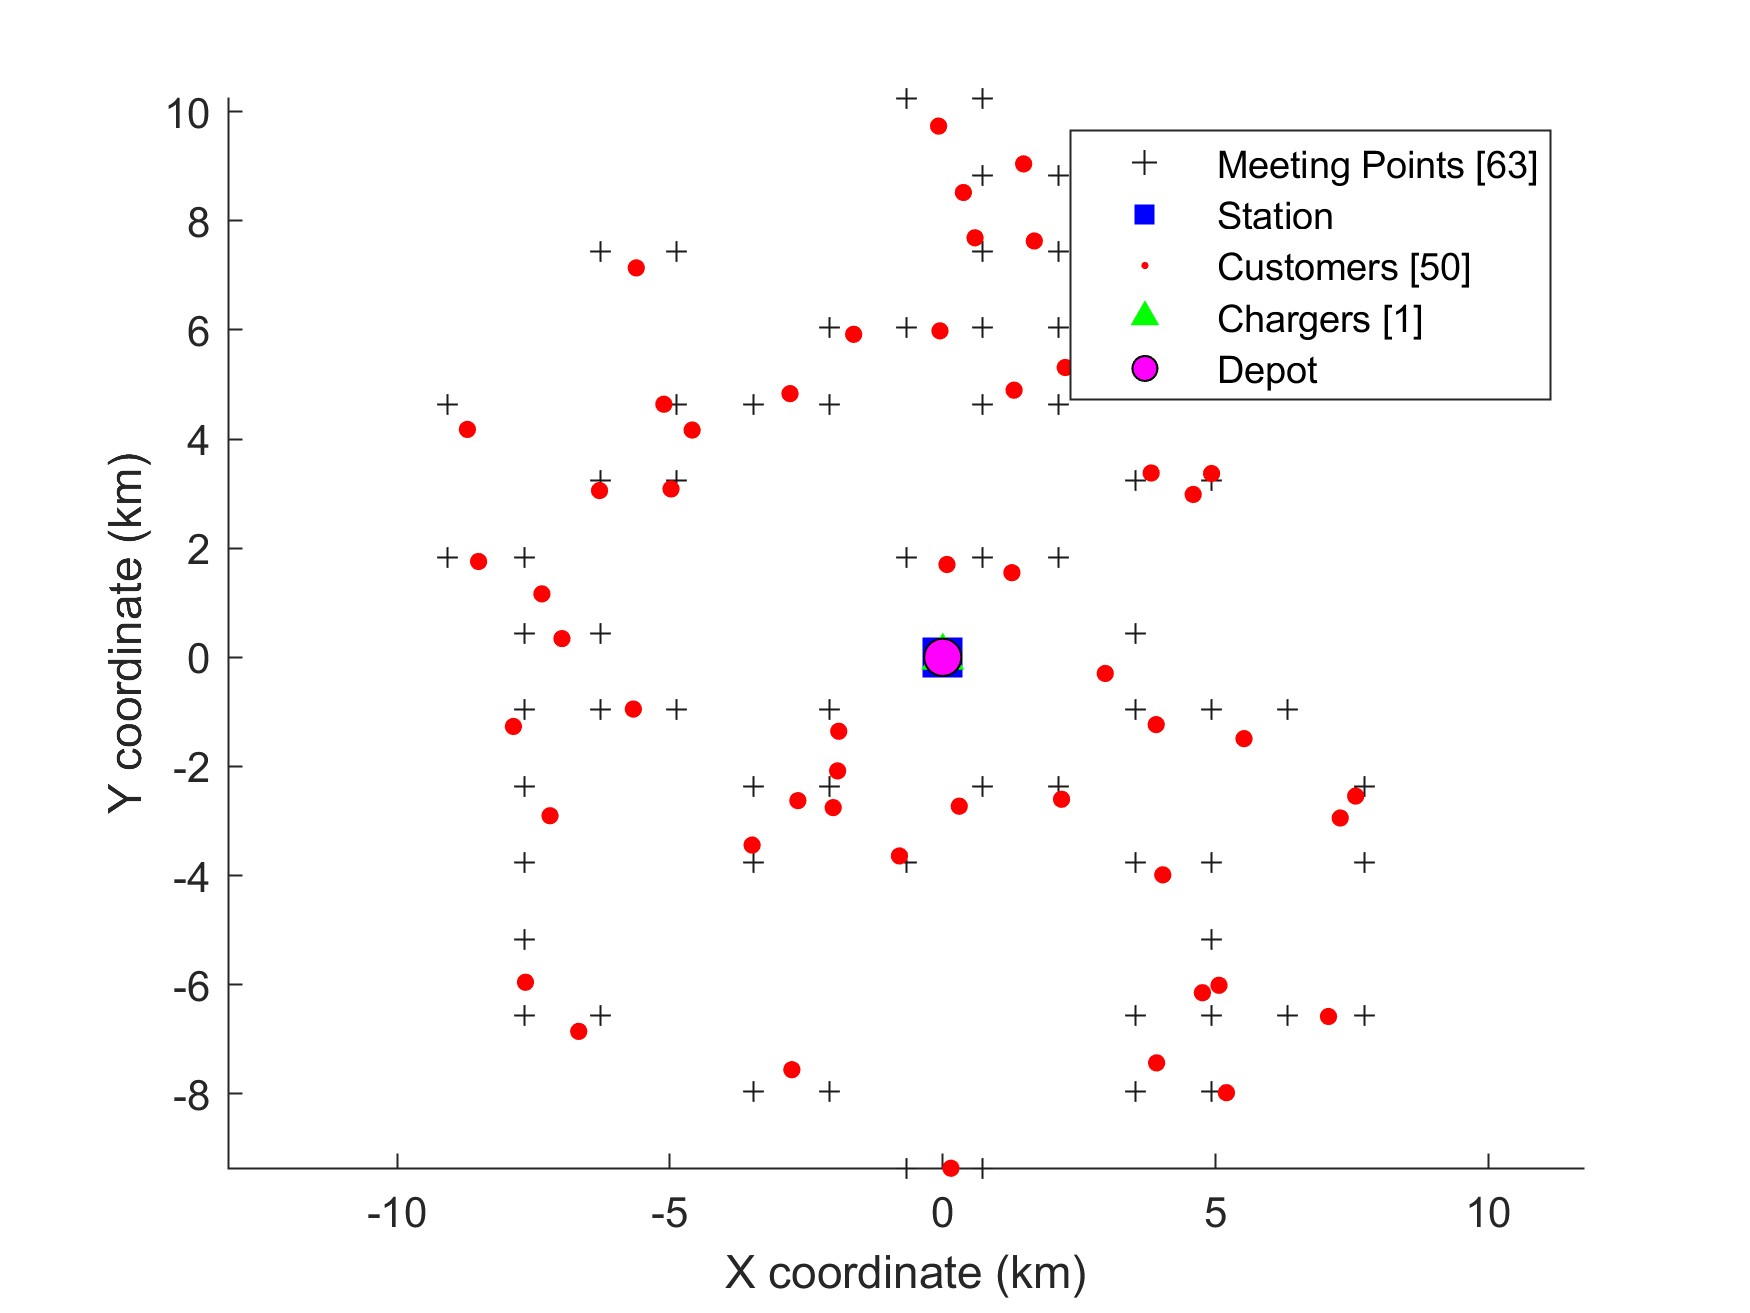 10
8
6
4
2
0
-2
-4
-6
-8
Y coordinate (km)
Meeting Points [63]
Station
Customers [50]
Chargers [1]
Depot
-10 -5 0 5 10
X coordinate (km)